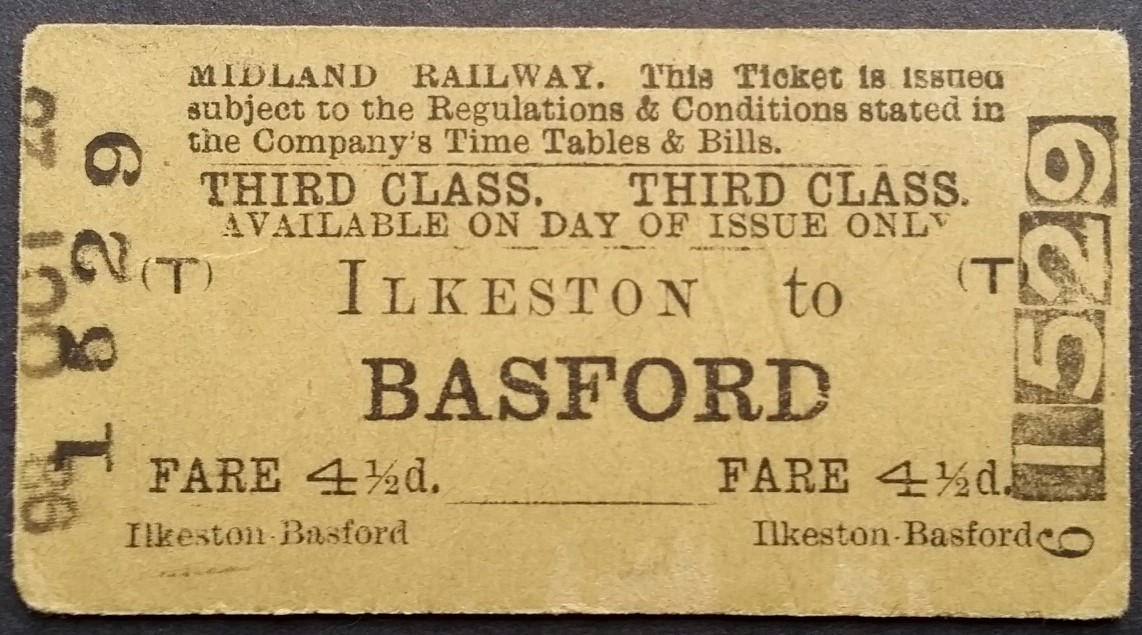 MIDLAND RAILWAY. This Ticket is issued
subject to the Regulations & Conditions stated in
the Company's Time Tables & Bills.
THIRD CLASS. THIRD CLASS.
AVAILABLE ON DAY OF ISSUE ONLY
(T) ILKESTON to (T)
BASFORD
FARE 4½d. FARE 4½d.
Ilkeston-Basford Ilkeston-Basford
1529
1529
6
OCT